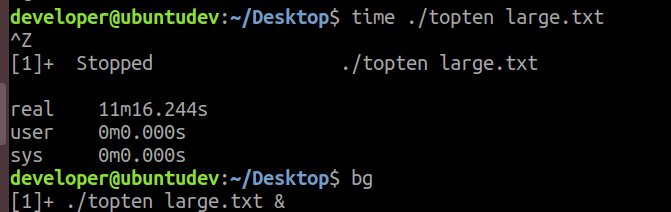 developer@ubuntudev:~/Desktop$ time ./topten large.txt
^Z
[1]+  Stopped                 ./topten large.txt

real    11m16.244s
user    0m0.000s
sys     0m0.000s
developer@ubuntudev:~/Desktop$ bg
[1]+ ./topten large.txt &